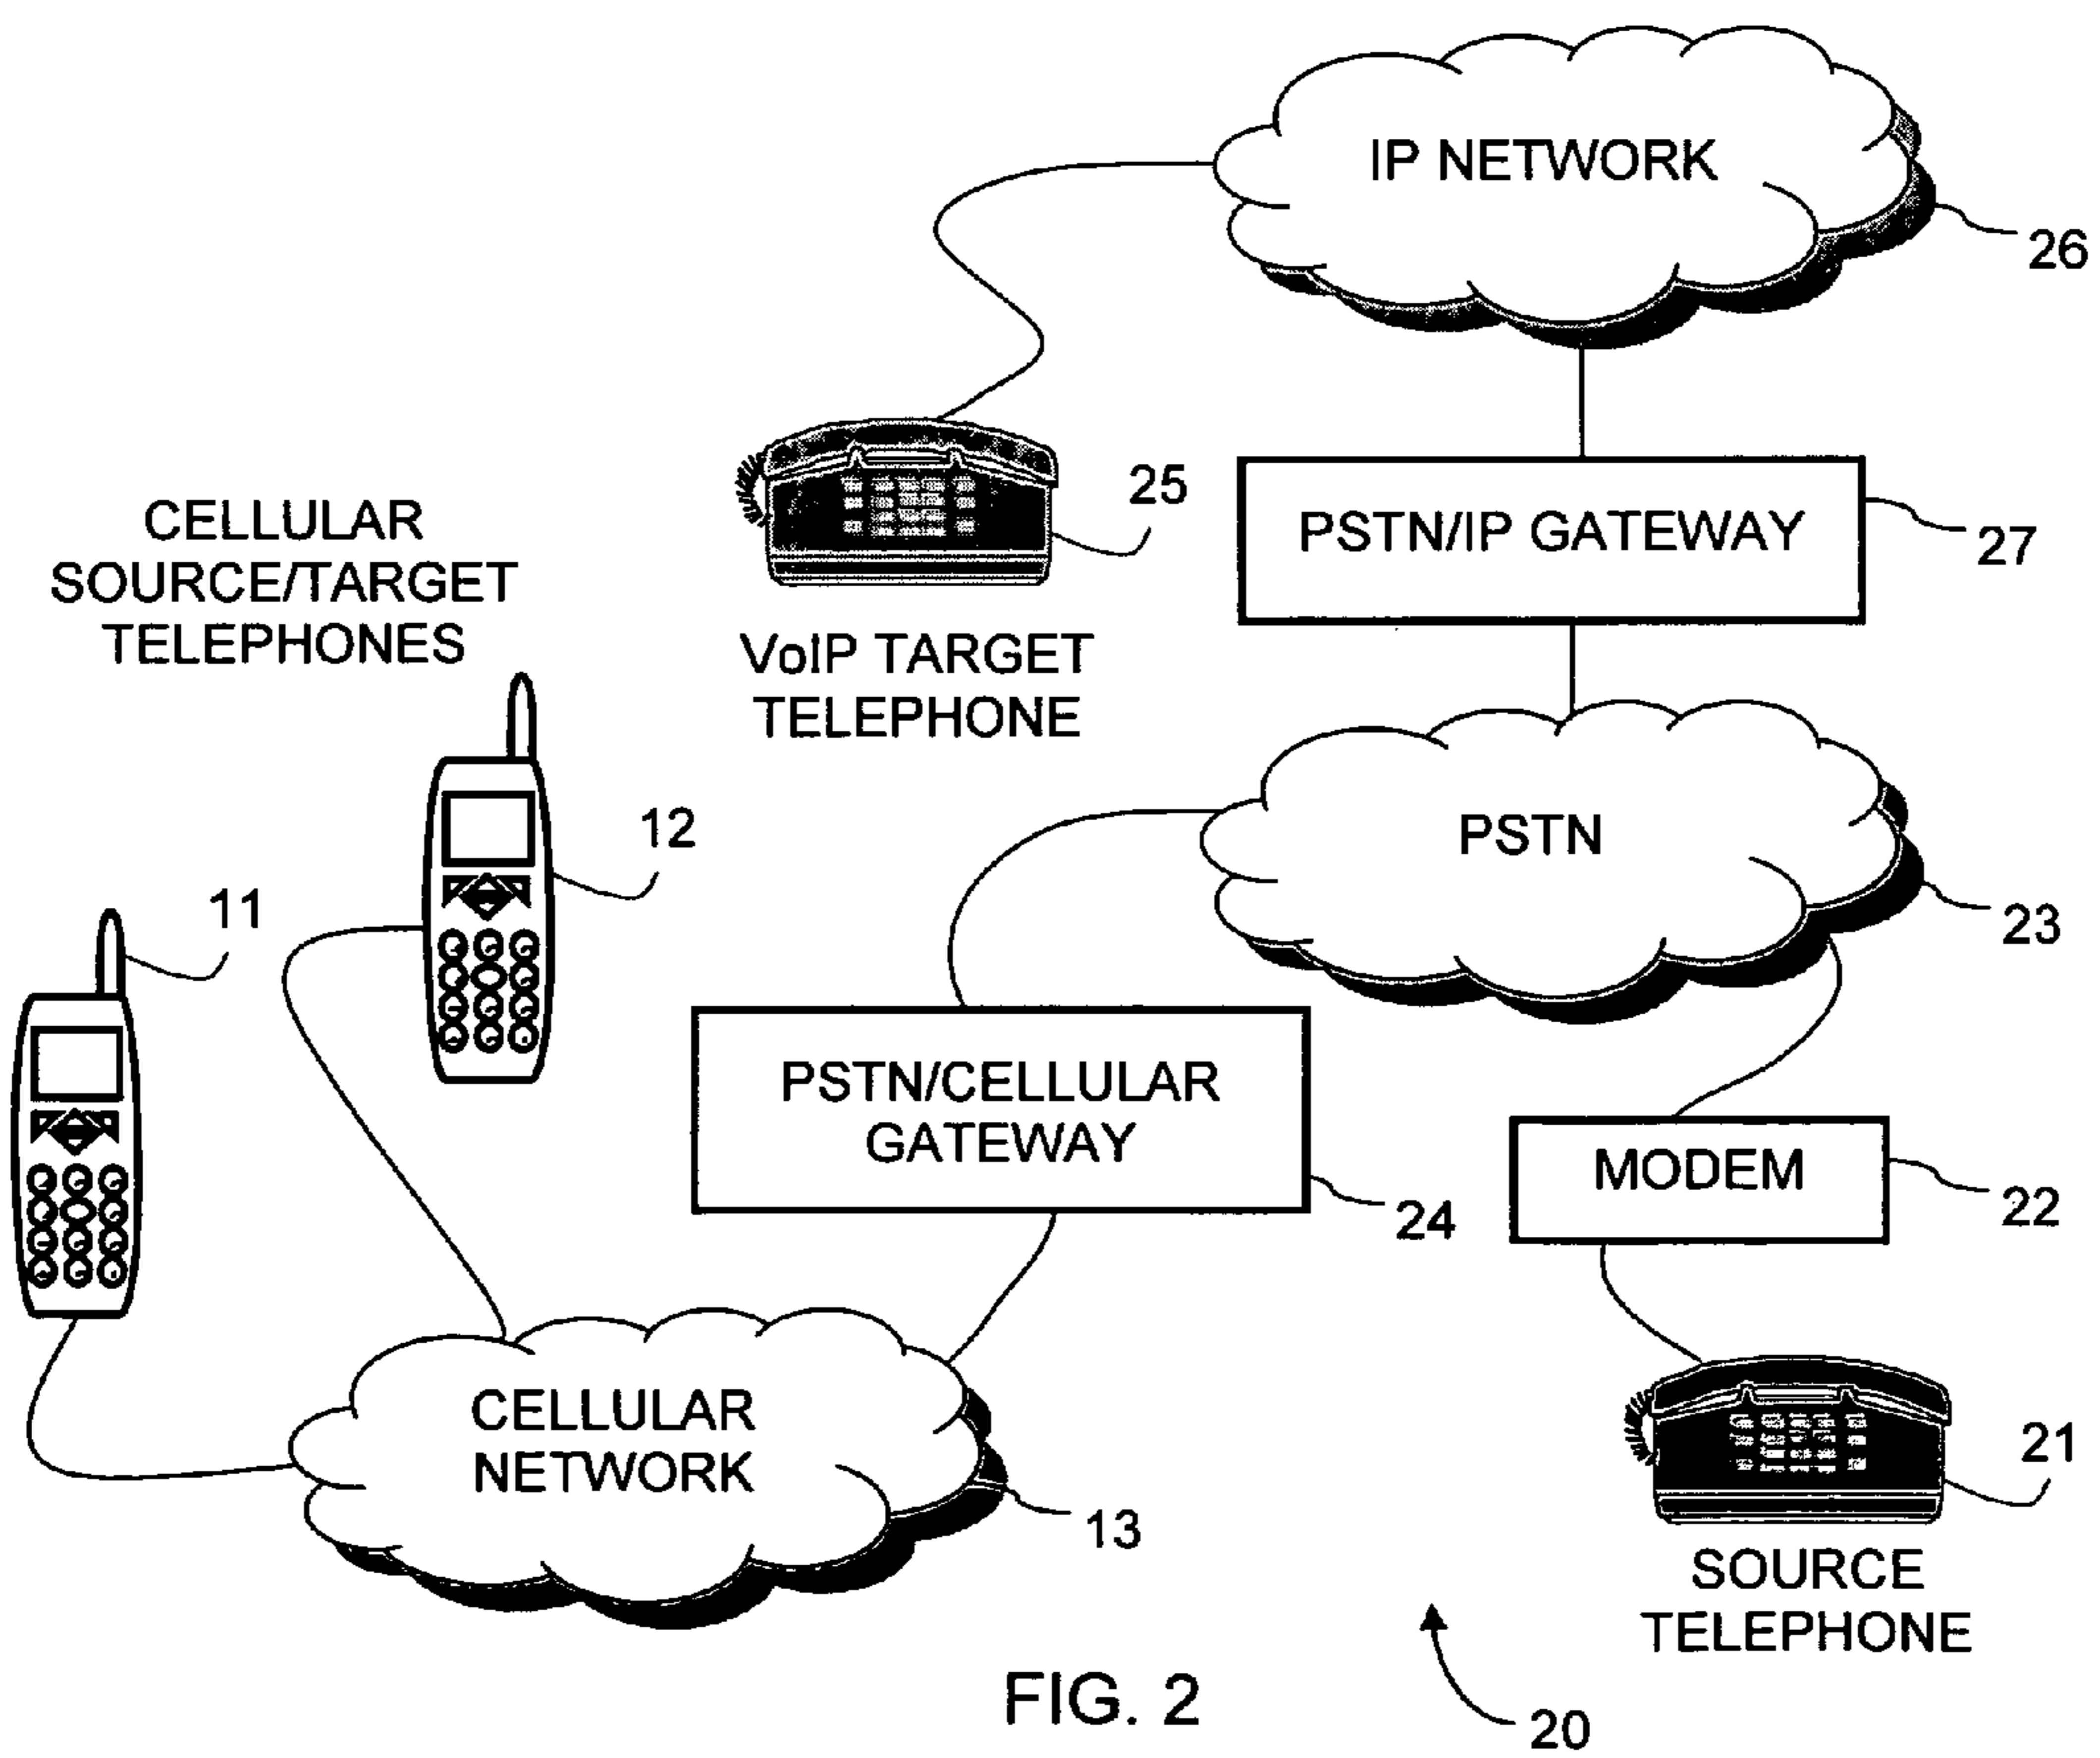 IP NETWORK
26
25
PSTN/IP GATEWAY
27
CELLULAR
SOURCE/TARGET
TELEPHONES
VoIP TARGET
TELEPHONE
12
PSTN
23
11
PSTN/CELLULAR
GATEWAY
24
MODEM
22
CELLULAR
NETWORK
13
21
SOURCE
TELEPHONE
FIG. 2
20